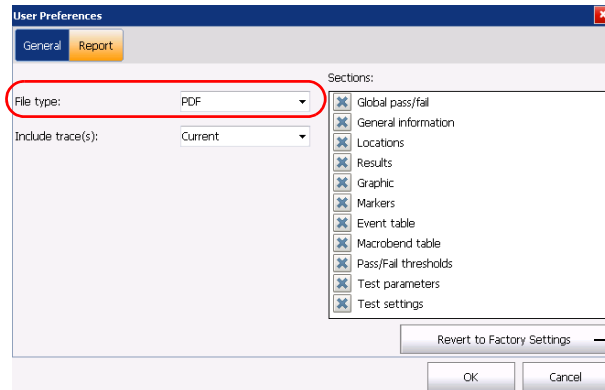 User Preferences
General Report
File type: PDF
Include trace(s): Current
Sections:
Global pass/fail
General information
Locations
Results
Graphic
Markers
Event table
Macrobend table
Pass/Fail thresholds
Test parameters
Test settings
Revert to Factory Settings
OK Cancel